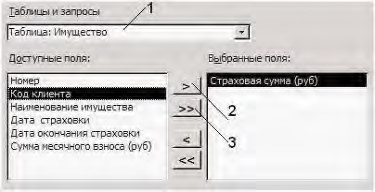 Таблицы и запросы
1
Таблица: Имущество
Доступные поля:
Выбранные поля:
Номер
Код клиента
Наименование имущества
Дата страховки
Дата окончания страховки
Сумма месячного взноса (руб)
>
>>
<
<<
Страховая сумма (руб)
2
3